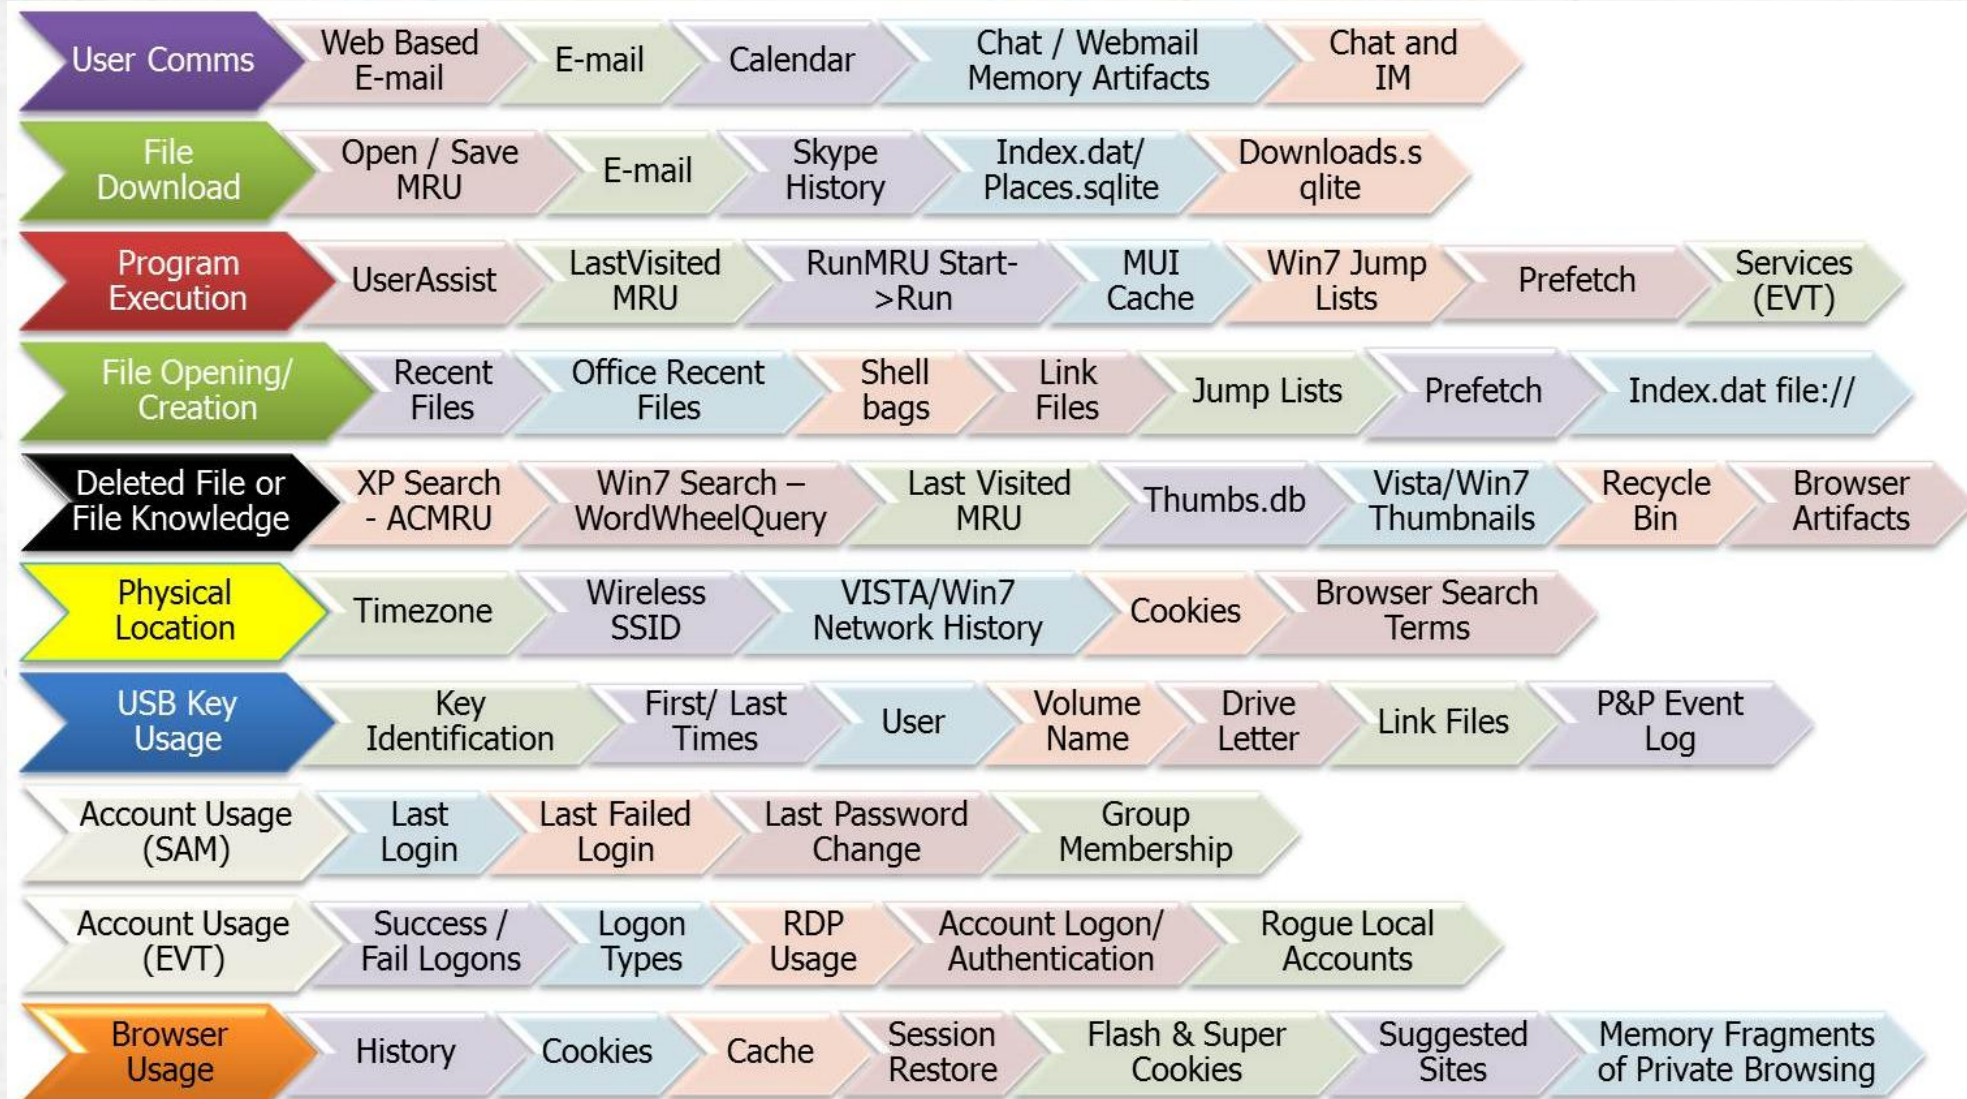 User Comms
Web Based
E-mail
E-mail
Calendar
Chat / Webmail
Memory Artifacts
Chat and
IM
File
Download
Open / Save
MRU
E-mail
Skype
History
Index.dat/
Places.sqlite
Downloads.s
qlite
Program
Execution
UserAssist
LastVisited
MRU
RunMRU Start-
>Run
MUI
Cache
Win7 Jump
Lists
Prefetch
Services
(EVT)
File Opening/
Creation
Recent
Files
Office Recent
Files
Shell
bags
Link
Files
Jump Lists
Prefetch
Index.dat file://
Deleted File or
File Knowledge
XP Search
- ACMRU
Win7 Search –
WordWheelQuery
Last Visited
MRU
Thumbs.db
Vista/Win7
Thumbnails
Recycle
Bin
Browser
Artifacts
Physical
Location
Timezone
Wireless
SSID
VISTA/Win7
Network History
Cookies
Browser Search
Terms
USB Key
Usage
Key
Identification
First/ Last
Times
User
Volume
Name
Drive
Letter
Link Files
P&P Event
Log
Account Usage
(SAM)
Last
Login
Last Failed
Login
Last Password
Change
Group
Membership
Account Usage
(EVT)
Success /
Fail Logons
Logon
Types
RDP
Usage
Account Logon/
Authentication
Rogue Local
Accounts
Browser
Usage
History
Cookies
Cache
Session
Restore
Flash & Super
Cookies
Suggested
Sites
Memory Fragments
of Private Browsing